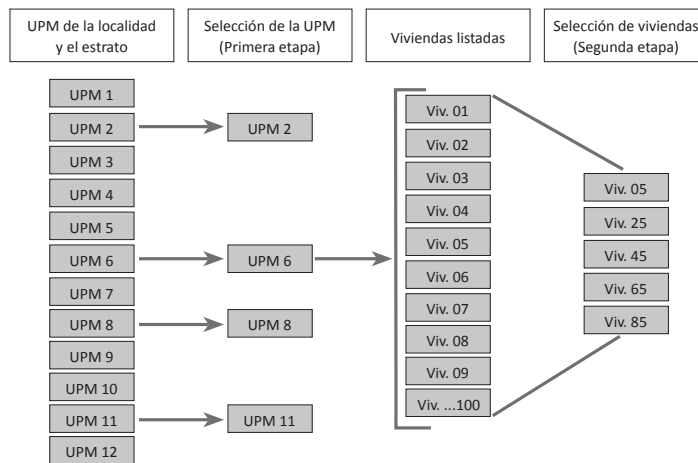 UPM de la localidad
y el estrato
Selección de la UPM
(Primera etapa)
Viviendas listadas
Selección de viviendas
(Segunda etapa)
UPM 1
UPM 2
UPM 3
UPM 4
UPM 5
UPM 6
UPM 7
UPM 8
UPM 9
UPM 10
UPM 11
UPM 12
UPM 2
UPM 6
UPM 8
UPM 11
Viv. 01
Viv. 02
Viv. 03
Viv. 04
Viv. 05
Viv. 06
Viv. 07
Viv. 08
Viv. 09
Viv. ...100
Viv. 05
Viv. 25
Viv. 45
Viv. 65
Viv. 85